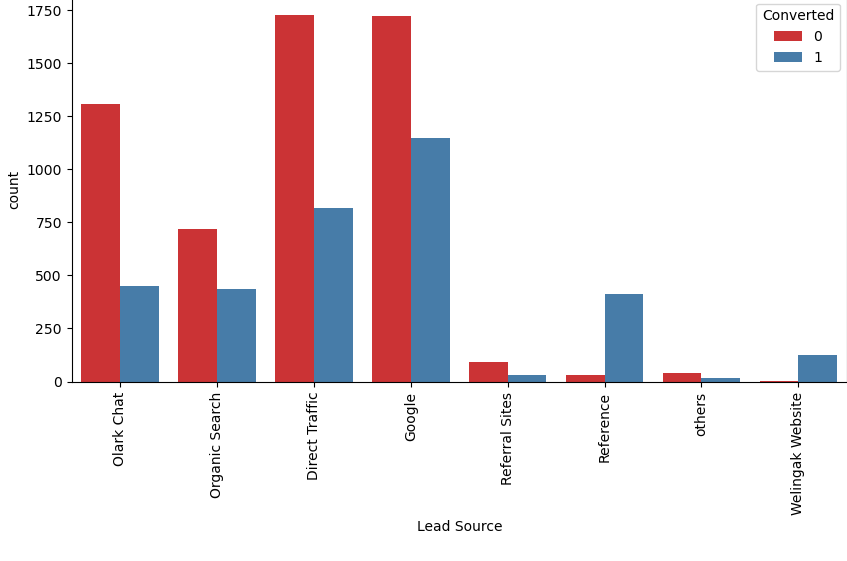 1750
1500
1250
1000
750
500
250
0
count
Converted
0
1
Olark Chat
Organic Search
Direct Traffic
Google
Referral Sites
Reference
others
Welingak Website
Lead Source